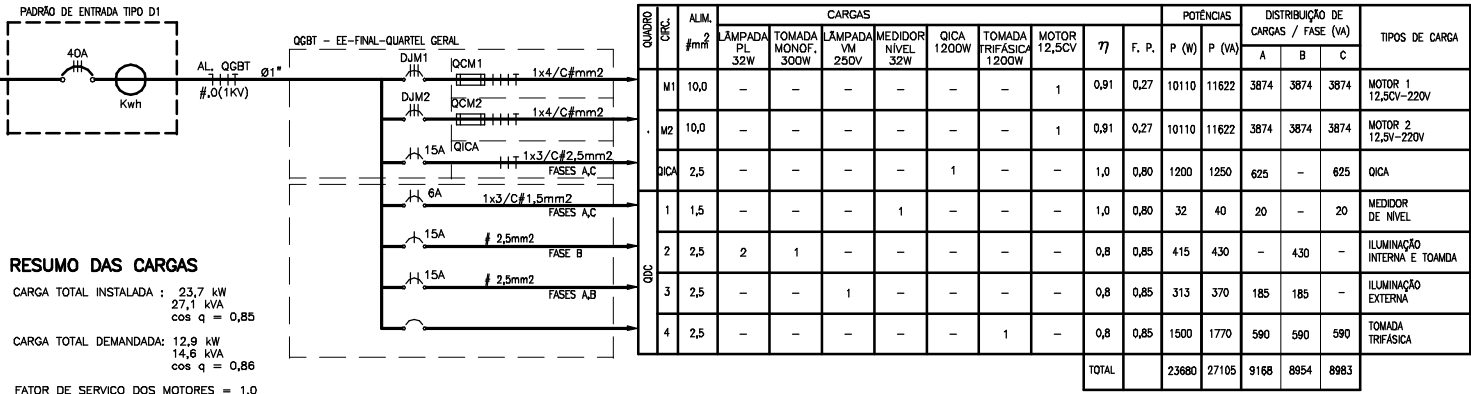 PADRÃO DE ENTRADA TIPO D1
40A
Kwh
AL. QGBT
#.0(1KV)
Ø1"
QGBT - EE-FINAL-QUARTEL GERAL
DJM1
QCM1
1x4/C#mm2
DJM2
QCM2
1x4/C#mm2
15A
QICA
1x3/C#2,5mm2
FASES A,C
6A
1x3/C#1,5mm2
FASES A,C
15A
# 2,5mm2
FASE B
15A
# 2,5mm2
FASES A,B
RESUMO DAS CARGAS
CARGA TOTAL INSTALADA : 23,7 kW
27,1 kVA
cos q = 0,85
CARGA TOTAL DEMANDADA: 12,9 kW
14,6 kVA
cos q = 0,86
FATOR DE SERVICO DOS MOTORES = 1.0
QUADRO CIRC. ALIM. #mm2 CARGAS POTÊNCIAS DISTRIBUIÇÃO DE CARGAS / FASE (VA) TIPOS DE CARGA
LÂMPADA PL 32W TOMADA MONOF. 300W LÂMPADA VM 250V MEDIDOR NÍVEL 32W QICA 1200W TOMADA TRIFÁSICA 1200W MOTOR 12,5CV η F. P. P (W) P (VA) A B C
M1 10,0 – – – – – – 1 0,91 0,27 10110 11622 3874 3874 3874 MOTOR 1 12,5CV-220V
M2 10,0 – – – – – – 1 0,91 0,27 10110 11622 3874 3874 3874 MOTOR 2 12,5V-220V
QICA 2,5 – – – – 1 – – 1,0 0,80 1200 1250 625 – 625 QICA
QDC
1 1,5 – – – 1 – – – 1,0 0,80 32 40 20 – 20 MEDIDOR DE NÍVEL
2 2,5 2 1 – – – – – 0,8 0,85 415 430 – 430 – ILUMINAÇÃO INTERNA E TOAMDA
3 2,5 – – 1 – – – – 0,8 0,85 313 370 185 185 – ILUMINAÇÃO EXTERNA
4 2,5 – – – – – 1 – 0,8 0,85 1500 1770 590 590 590 TOMADA TRIFÁSICA
TOTAL 23680 27105 9168 8954 8983